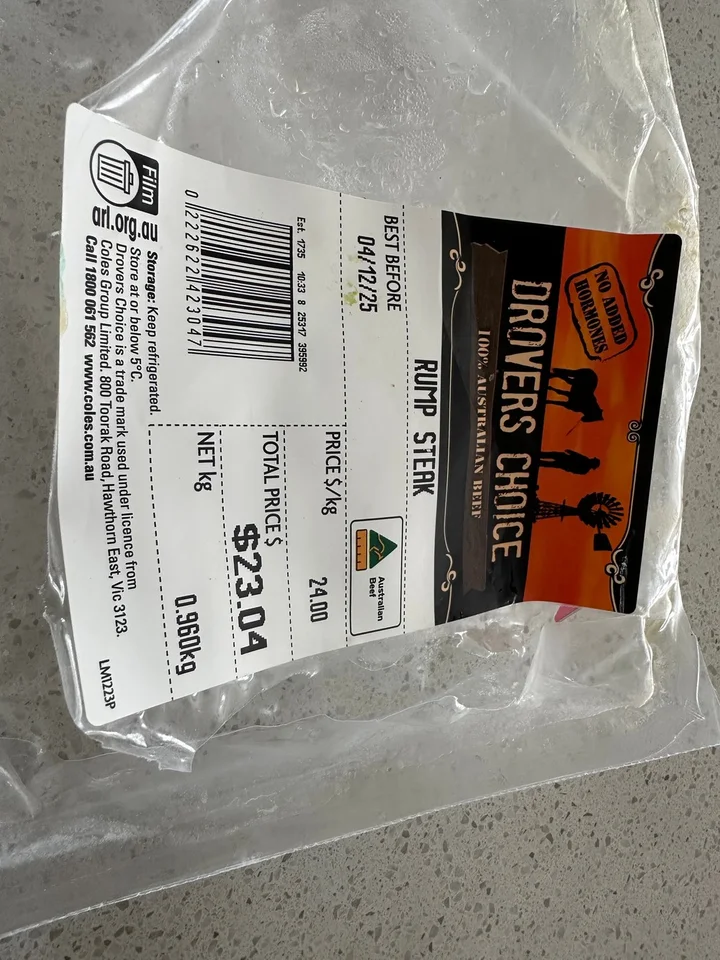 NO ADDED
HORMONES
DROVERS CHOICE
100% AUSTRALIAN BEEF
RUMP STEAK
BEST BEFORE
04/12/25
Australian
Beef
PRICE $/kg
24.00
TOTAL PRICE $
$23.04
NET kg
0.960kg
Est. 1735 10:33 8 25317 395992
0 222622 423047
Storage: Keep refrigerated.
Store at or below 5°C.
Drovers Choice is a trade mark used under licence from
Coles Group Limited. 800 Toorak Road, Hawthorn East, Vic 3123.
Call 1800 061 562 www.coles.com.au
Film
arl.org.au
LM1223P